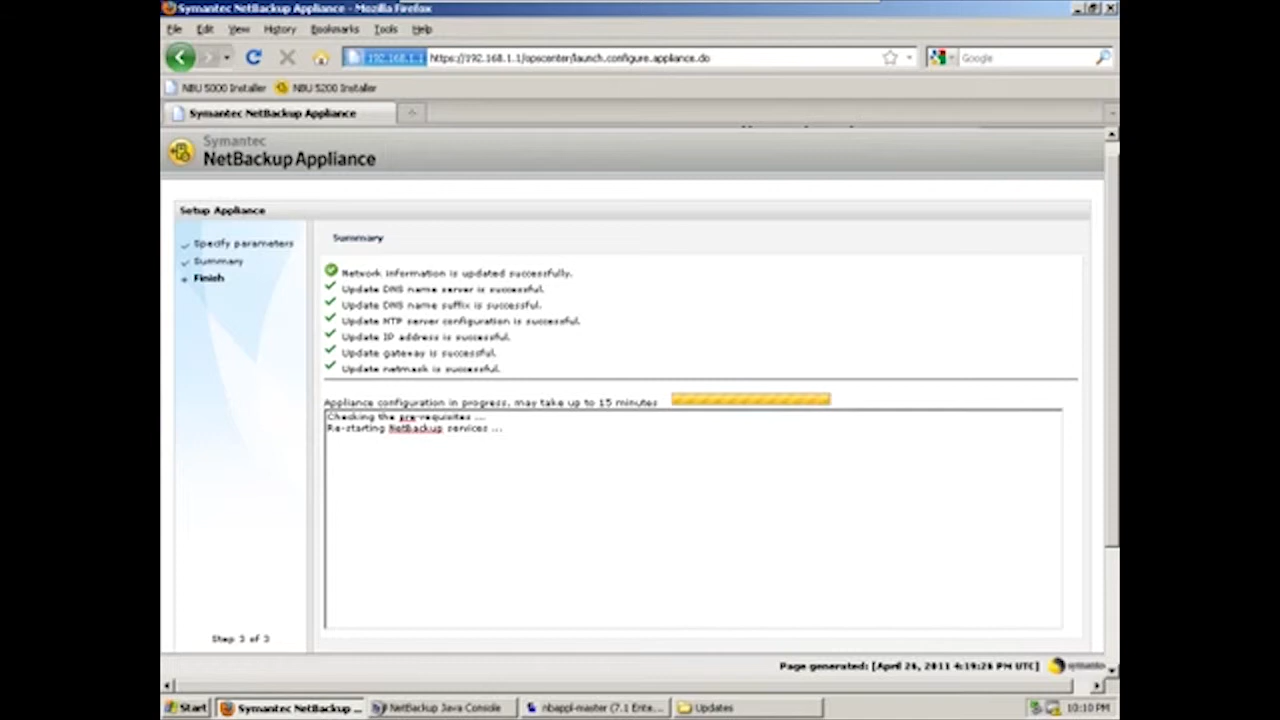 Symantec NetBackup Appliance - Mozilla Firefox
File Edit View History Bookmarks Tools Help
192.168.1.1 https://192.168.1.1/opscenter/launch.configure.appliance.do
Google
NBU 5000 Installer NBU 5200 Installer
Symantec NetBackup Appliance
Symantec
NetBackup Appliance
Setup Appliance
Specify parameters
Summary
Finish
Step 3 of 3
Summary
Network information is updated successfully.
Update DNS name server is successful.
Update DNS name suffix is successful.
Update NTP server configuration is successful.
Update IP address is successful.
Update gateway is successful.
Update netmask is successful.
Appliance configuration in progress, may take up to 15 minutes
Checking the pre-requisites ...
Re-starting NetBackup services ...
Page generated: [April 26, 2011 4:19:26 PM UTC]
symantec
Start Symantec NetBackup ... NetBackup Java Console nbappl-master (7.1 Ente... Updates 10:10 PM